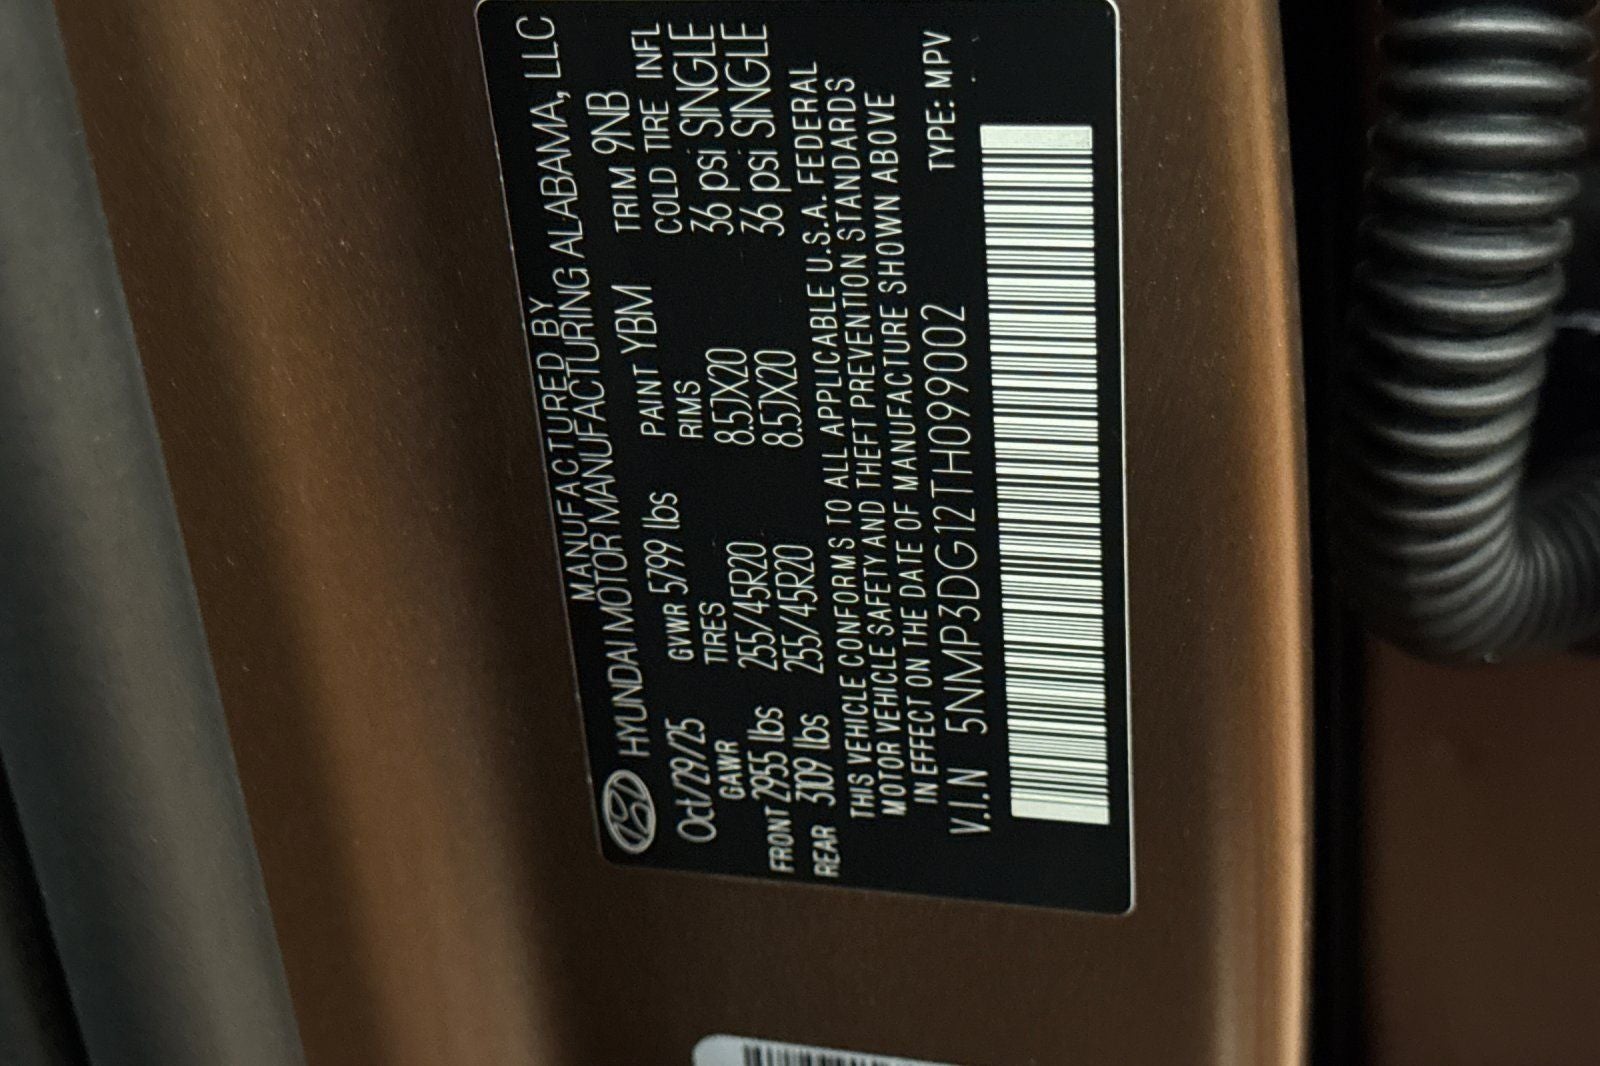 MANUFACTURED BY
HYUNDAI MOTOR MANUFACTURING ALABAMA, LLC
Oct/29/25 GVWR 5799 lbs PAINT YBM TRIM 9NB
GAWR TIRES RIMS COLD TIRE INFL
FRONT 2955 lbs 255/45R20 8.5JX20 36 psi SINGLE
REAR 3109 lbs 255/45R20 8.5JX20 36 psi SINGLE
THIS VEHICLE CONFORMS TO ALL APPLICABLE U.S.A. FEDERAL
MOTOR VEHICLE SAFETY AND THEFT PREVENTION STANDARDS
IN EFFECT ON THE DATE OF MANUFACTURE SHOWN ABOVE
V.I.N 5NMP3DG12TH099002 TYPE: MPV